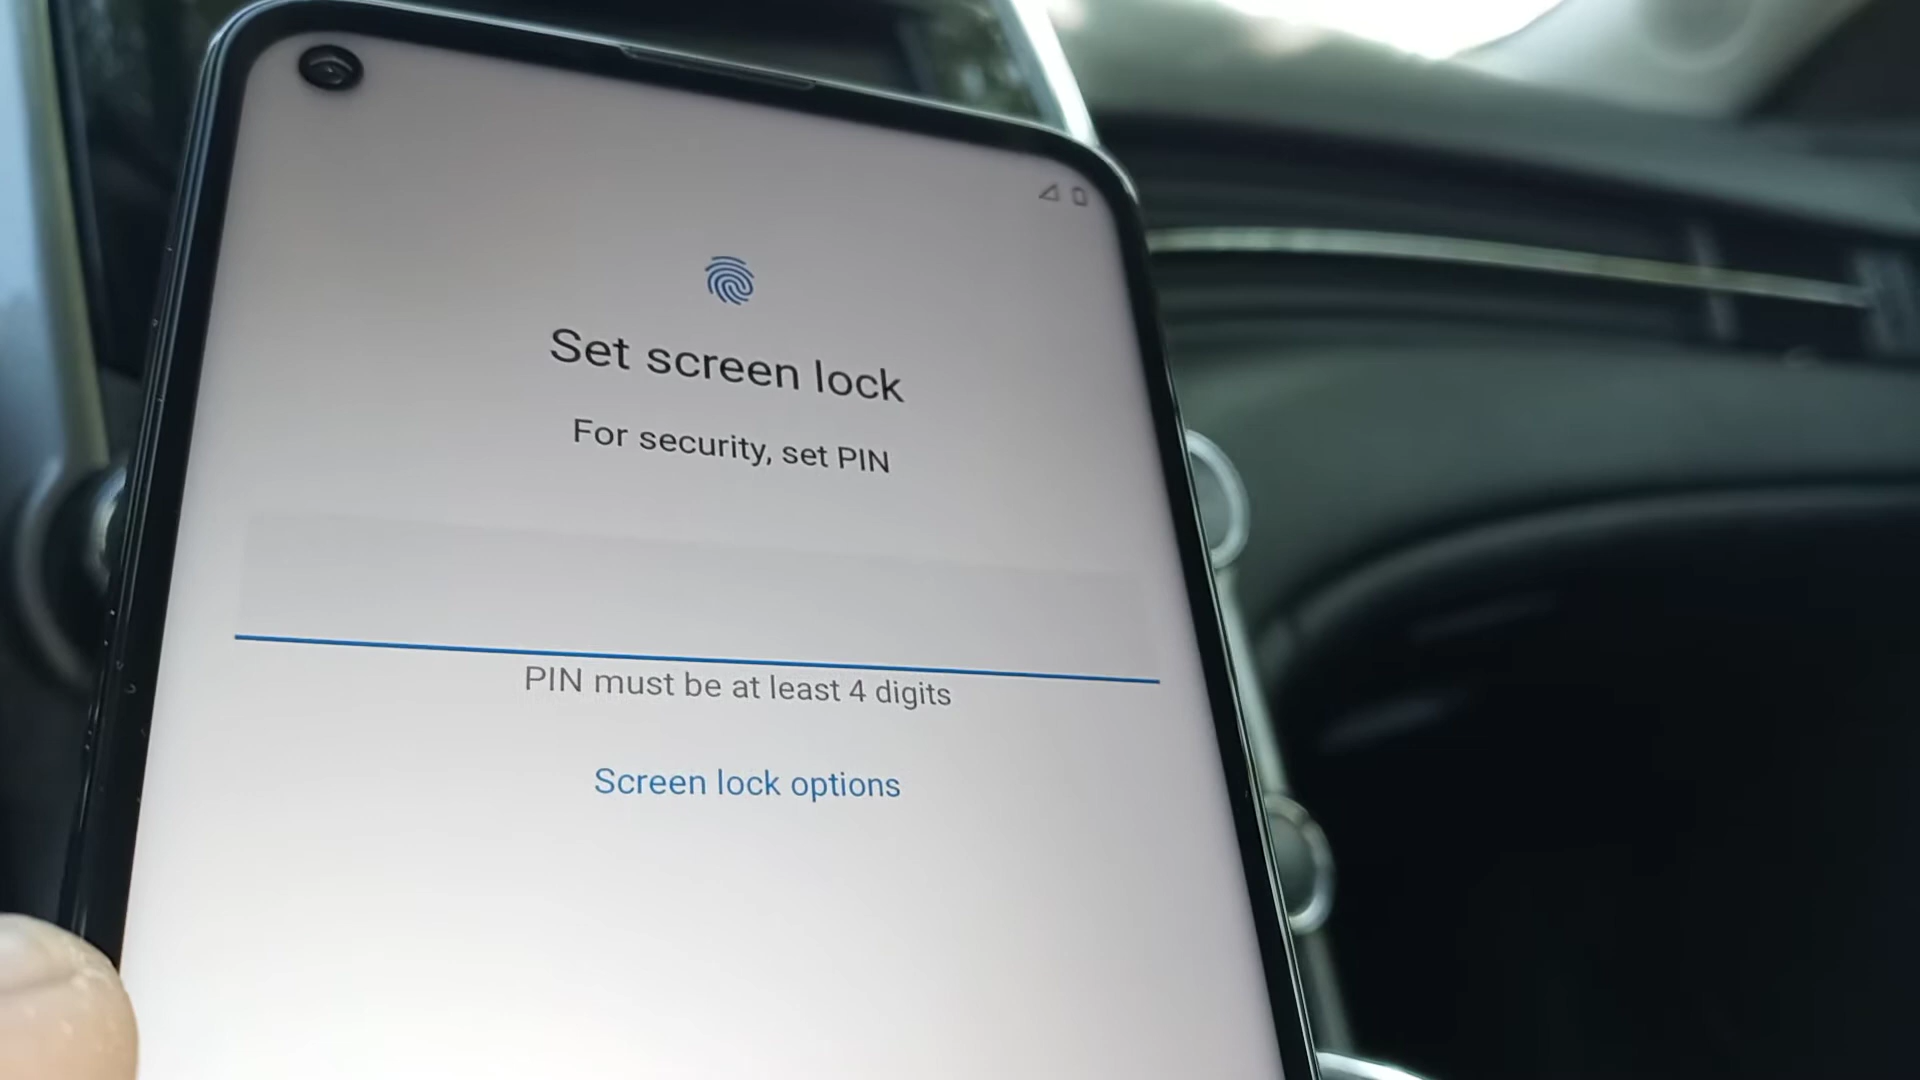 Set screen lock
For security, set PIN
PIN must be at least 4 digits
Screen lock options